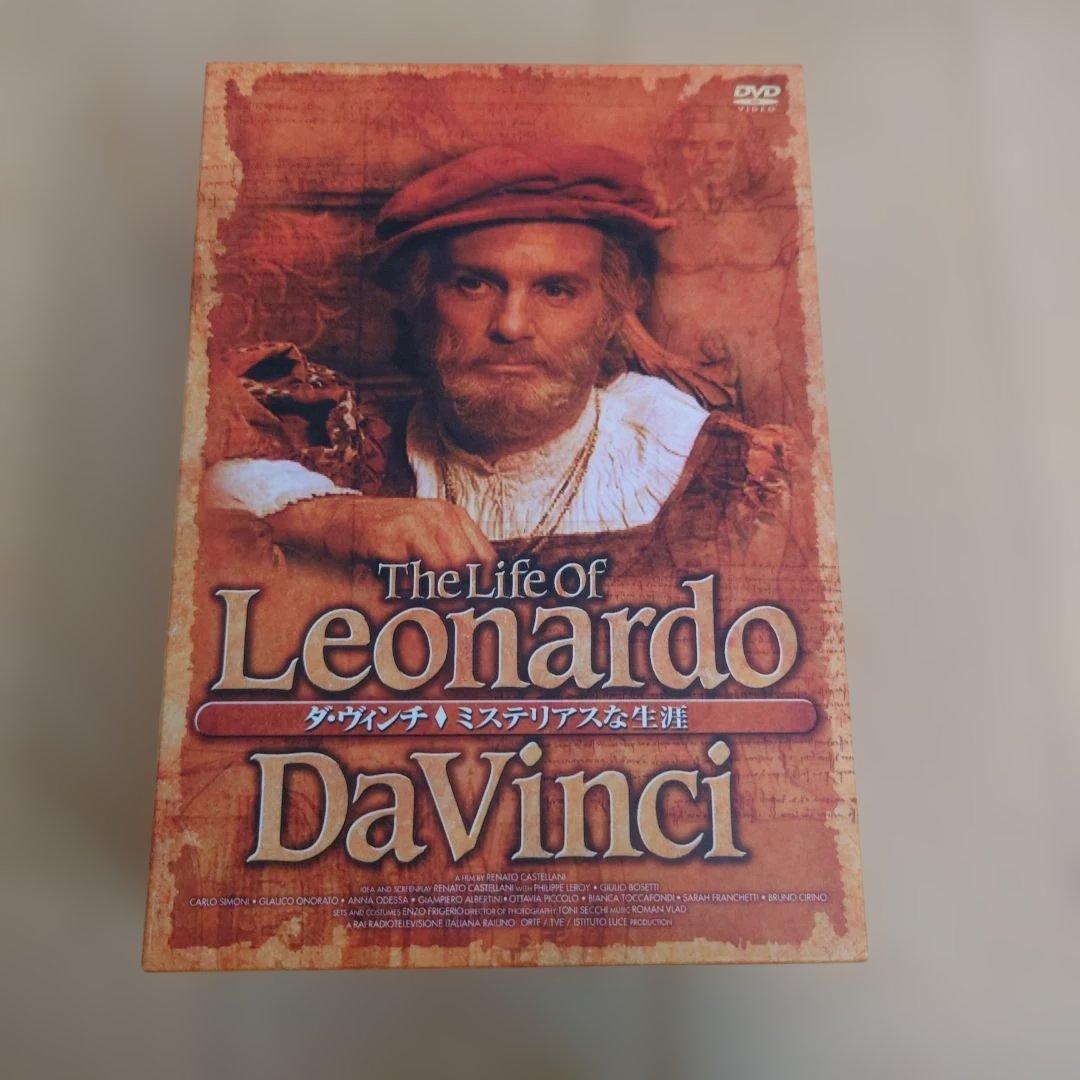 DVD
VIDEO
The Life Of
Leonardo
ダ・ヴィンチ♦ミステリアスな生涯
DaVinci
A FILM BY RENATO CASTELLANI
IDEA AND SCREENPLAY RENATO CASTELLANI WITH PHILIPPE LEROY • GIULIO BOSETTI
CARLO SIMONI • GLAUCO ONORATO • ANNA ODESSA • GIAMPIERO ALBERTINI • OTTAVIA PICCOLO • BIANCA TOCCAFONDI • SARAH FRANCHETTI • BRUNO CIRINO
SETS AND COSTUMES ENZO FRIGERIO DIRECTOR OF PHOTOGRAPHY TONI SECCHI MUSIC ROMAN VLAD
A RAI RADIOTELEVISIONE ITALIANA RAIUNO ORTF / TVE / ISTITUTO LUCE PRODUCTION